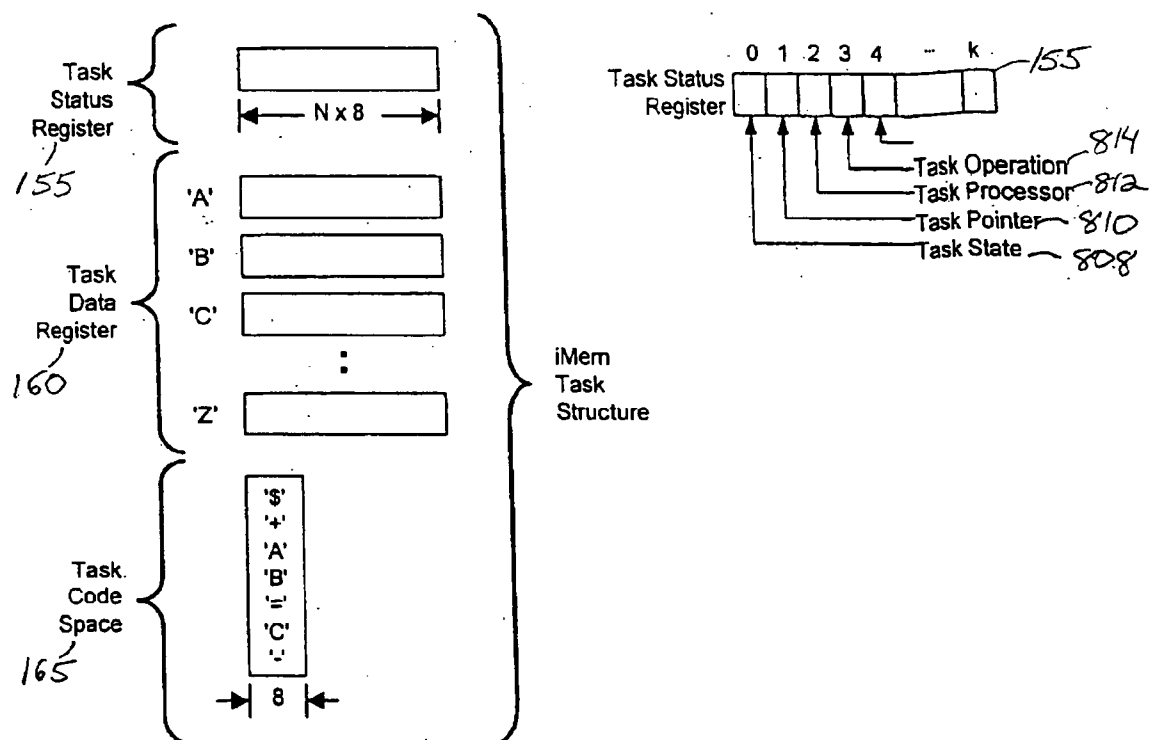 Task
Status
Register
155
N x 8
Task
Data
Register
160
'A'
'B'
'C'
'Z'
Task
Code
Space
165
'$'
'+'
'A'
'B'
'='
'C'
'-'
8
iMem
Task
Structure
0 1 2 3 4 ... k
155
Task Status
Register
Task Operation 814
Task Processor 812
Task Pointer 810
Task State 808